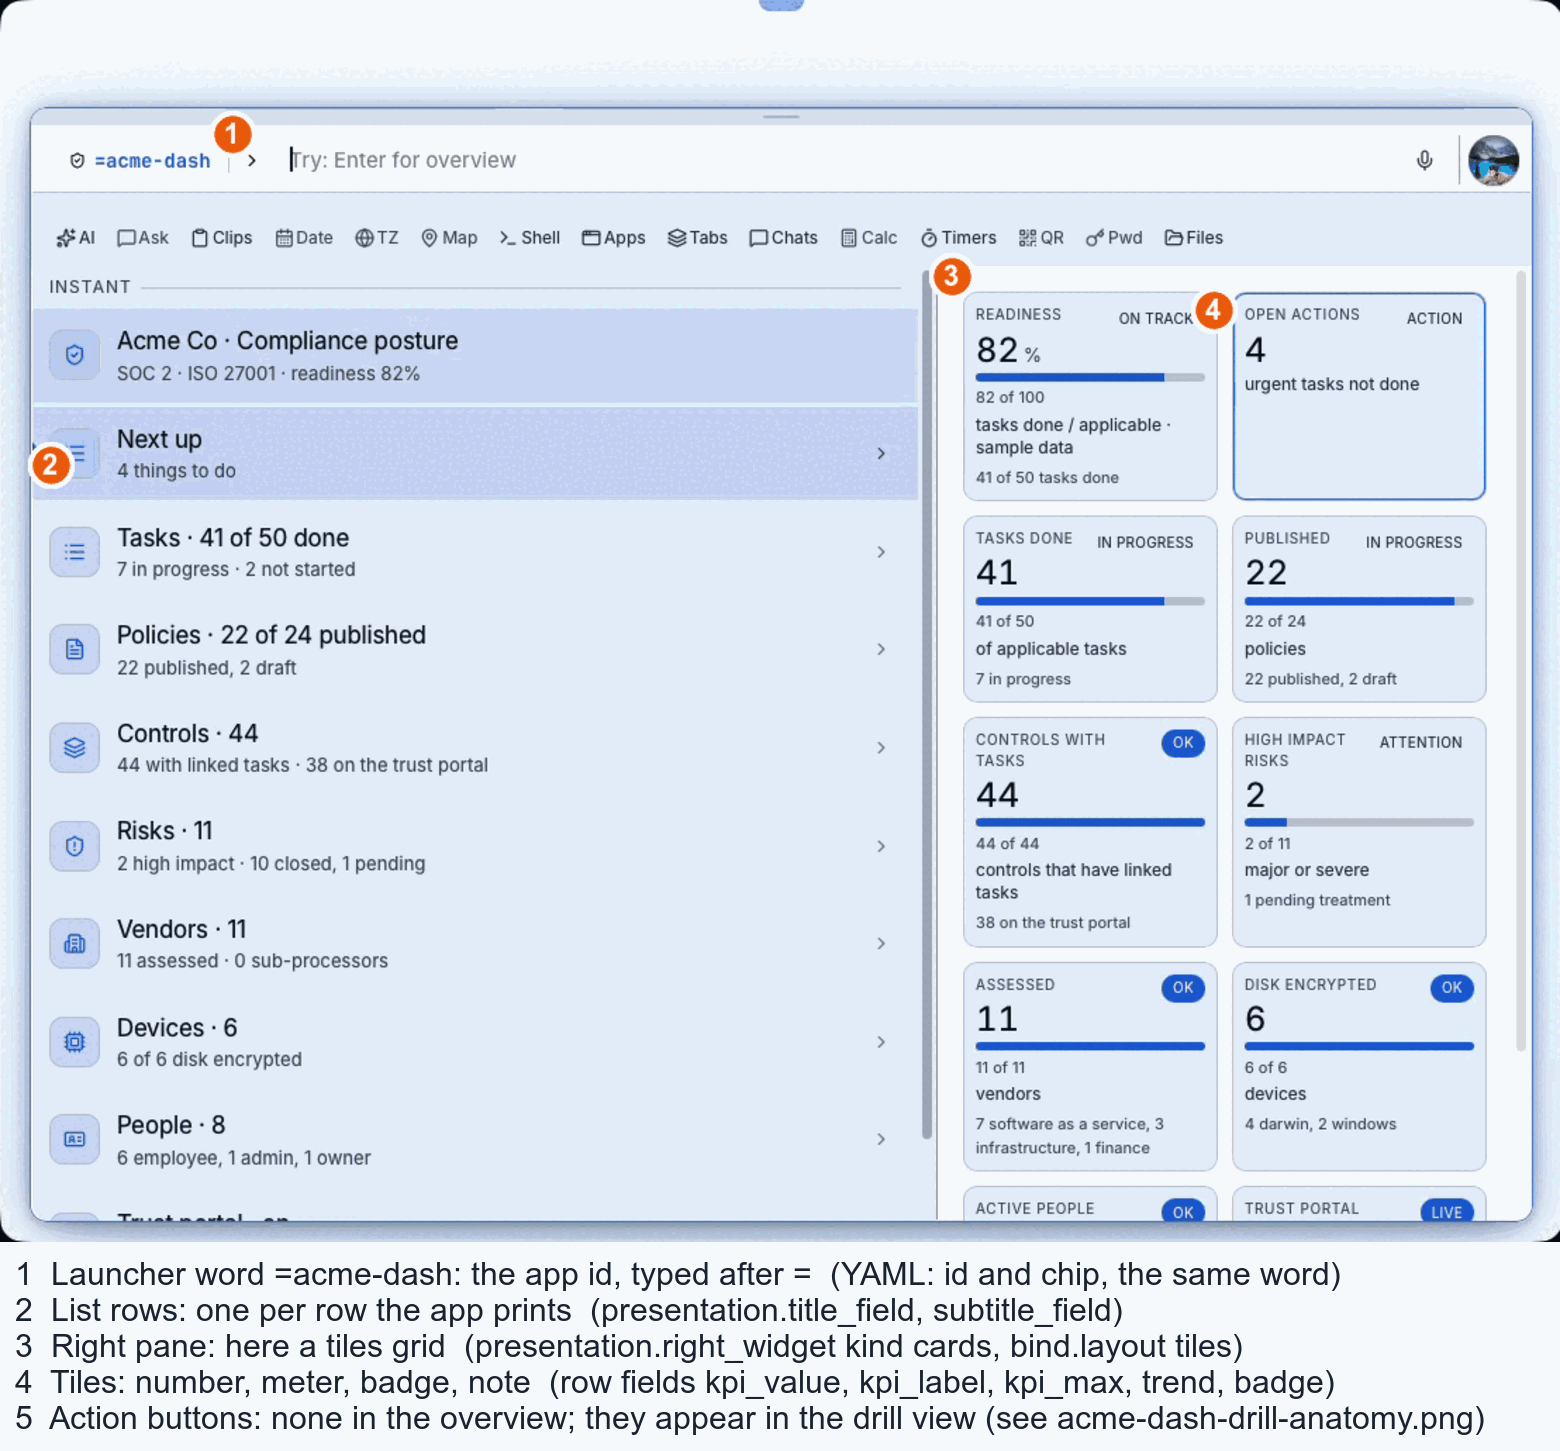 1
=acme-dash
Try: Enter for overview
AI Ask Clips Date TZ Map Shell Apps Tabs Chats Calc Timers QR Pwd Files
INSTANT
Acme Co · Compliance posture
SOC 2 · ISO 27001 · readiness 82%
2
Next up
4 things to do
Tasks · 41 of 50 done
7 in progress · 2 not started
Policies · 22 of 24 published
22 published, 2 draft
Controls · 44
44 with linked tasks · 38 on the trust portal
Risks · 11
2 high impact · 10 closed, 1 pending
Vendors · 11
11 assessed · 0 sub-processors
Devices · 6
6 of 6 disk encrypted
People · 8
6 employee, 1 admin, 1 owner
3
READINESS
ON TRACK
82 %
82 of 100
tasks done / applicable ·
sample data
41 of 50 tasks done
4
OPEN ACTIONS
ACTION
4
urgent tasks not done
TASKS DONE
IN PROGRESS
41
41 of 50
of applicable tasks
7 in progress
PUBLISHED
IN PROGRESS
22
22 of 24
policies
22 published, 2 draft
CONTROLS WITH
TASKS
OK
44
44 of 44
controls that have linked
tasks
38 on the trust portal
HIGH IMPACT
RISKS
ATTENTION
2
2 of 11
major or severe
1 pending treatment
ASSESSED
OK
11
11 of 11
vendors
7 software as a service, 3
infrastructure, 1 finance
DISK ENCRYPTED
OK
6
6 of 6
devices
4 darwin, 2 windows
ACTIVE PEOPLE
OK
TRUST PORTAL
LIVE
1 Launcher word =acme-dash: the app id, typed after = (YAML: id and chip, the same word)
2 List rows: one per row the app prints (presentation.title_field, subtitle_field)
3 Right pane: here a tiles grid (presentation.right_widget kind cards, bind.layout tiles)
4 Tiles: number, meter, badge, note (row fields kpi_value, kpi_label, kpi_max, trend, badge)
5 Action buttons: none in the overview; they appear in the drill view (see acme-dash-drill-anatomy.png)